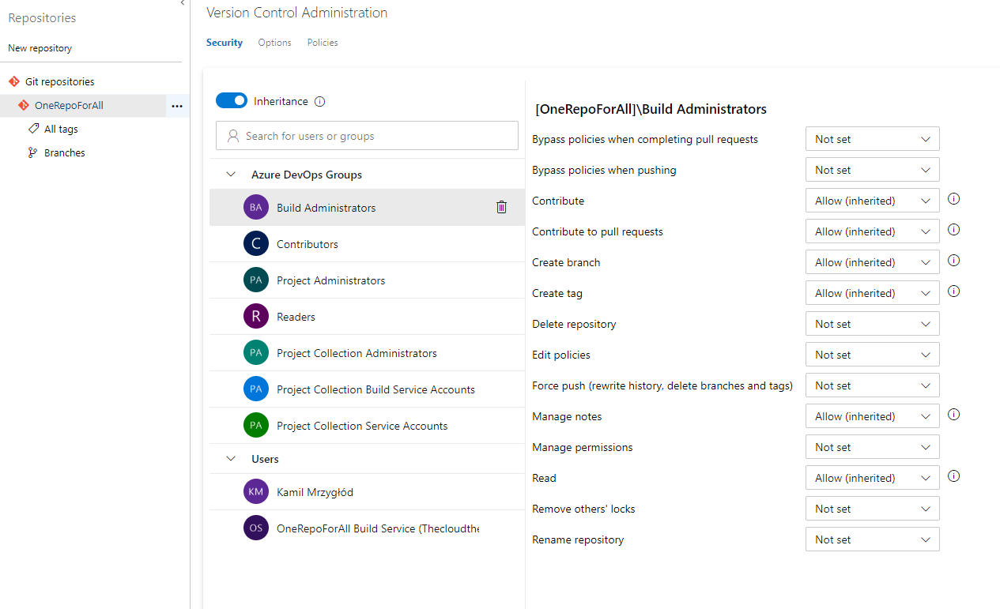 Repositories
New repository
Git repositories
OneRepoForAll
All tags
Branches
Version Control Administration
Security Options Policies
Inheritance
Search for users or groups
Azure DevOps Groups
BA Build Administrators
C Contributors
PA Project Administrators
R Readers
PA Project Collection Administrators
PA Project Collection Build Service Accounts
PA Project Collection Service Accounts
Users
KM Kamil Mrzygłód
OS OneRepoForAll Build Service (Thecloudthe
[OneRepoForAll]\Build Administrators
Bypass policies when completing pull requests Not set
Bypass policies when pushing Not set
Contribute Allow (inherited)
Contribute to pull requests Allow (inherited)
Create branch Allow (inherited)
Create tag Allow (inherited)
Delete repository Not set
Edit policies Not set
Force push (rewrite history, delete branches and tags) Not set
Manage notes Allow (inherited)
Manage permissions Not set
Read Allow (inherited)
Remove others' locks Not set
Rename repository Not set